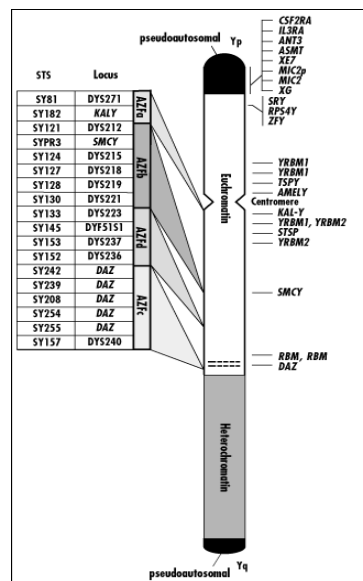 pseudoautosomal Yp
CSF2RA
IL3RA
ANT3
ASMT
XE7
MIC2p
MIC2
XG
SRY
RPS4Y
ZFY
STS Locus
SY81 DYS271
SY182 KALY
SY121 DYS212
SYPR3 SMCY
SY124 DYS215
SY127 DYS218
SY128 DYS219
SY130 DYS221
SY133 DYS223
SY145 DYF51S1
SY153 DYS237
SY152 DYS236
SY242 DAZ
SY239 DAZ
SY208 DAZ
SY254 DAZ
SY255 DAZ
SY157 DYS240
AZFa
AZFb
AZFd
AZFc
Euchromatin
YRBM1
YRBM1
TSPY
AMELY
Centromere
KAL-Y
YRBM1, YRBM2
STSP
YRBM2
SMCY
RBM, RBM
DAZ
Heterochromatin
pseudoautosomal Yq